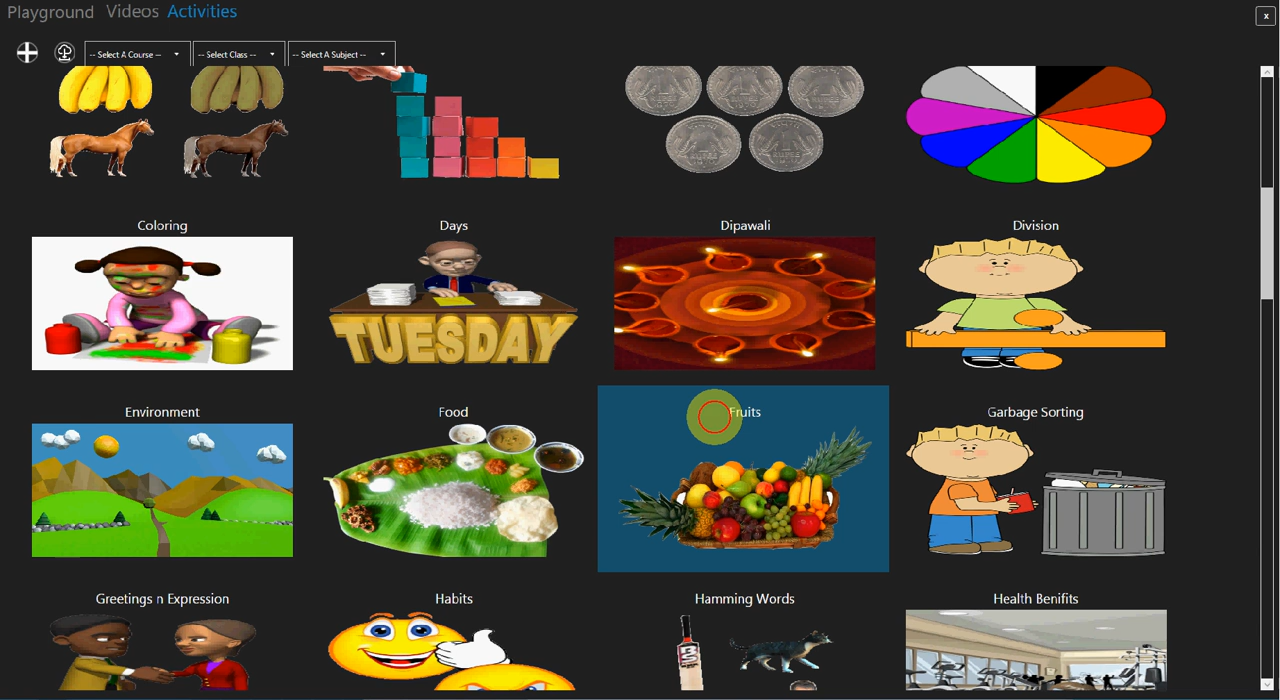 Playground Videos Activities
x
-- Select A Course -- -- Select Class -- -- Select A Subject --
Coloring Days Dipawali Division
TUESDAY
Environment Food Fruits Garbage Sorting
Greetings n Expression Habits Hamming Words Health Benifits